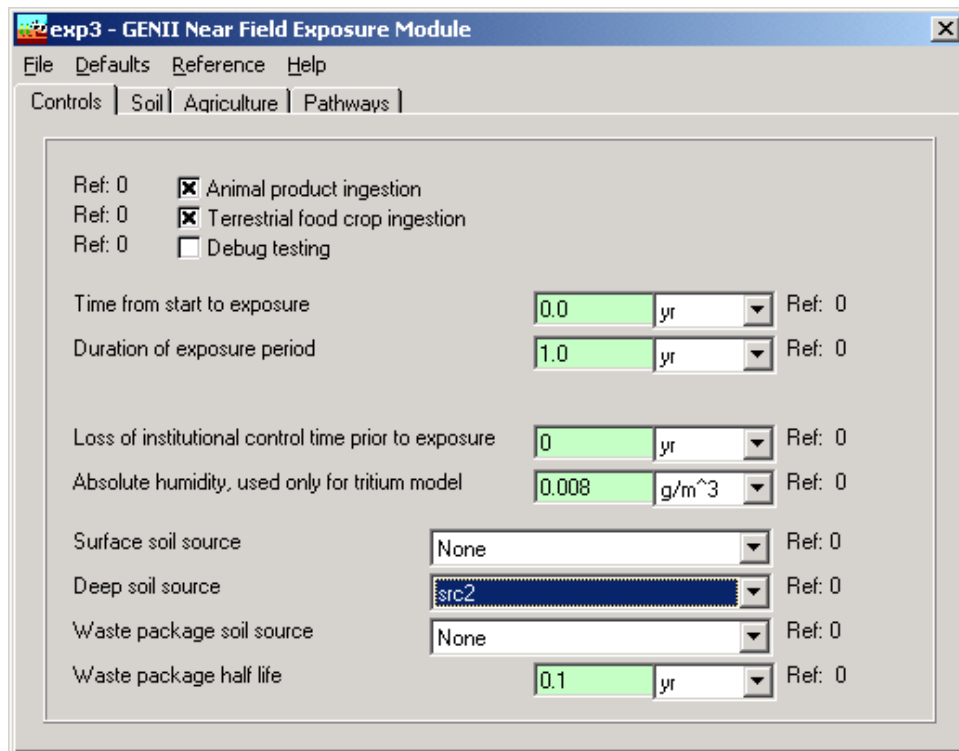 exp3 - GENII Near Field Exposure Module
File Defaults Reference Help
Controls Soil Agriculture Pathways
Ref: 0 Animal product ingestion
Ref: 0 Terrestrial food crop ingestion
Ref: 0 Debug testing
Time from start to exposure 0.0 yr Ref: 0
Duration of exposure period 1.0 yr Ref: 0
Loss of institutional control time prior to exposure 0 yr Ref: 0
Absolute humidity, used only for tritium model 0.008 g/m^3 Ref: 0
Surface soil source None Ref: 0
Deep soil source src2 Ref: 0
Waste package soil source None Ref: 0
Waste package half life 0.1 yr Ref: 0